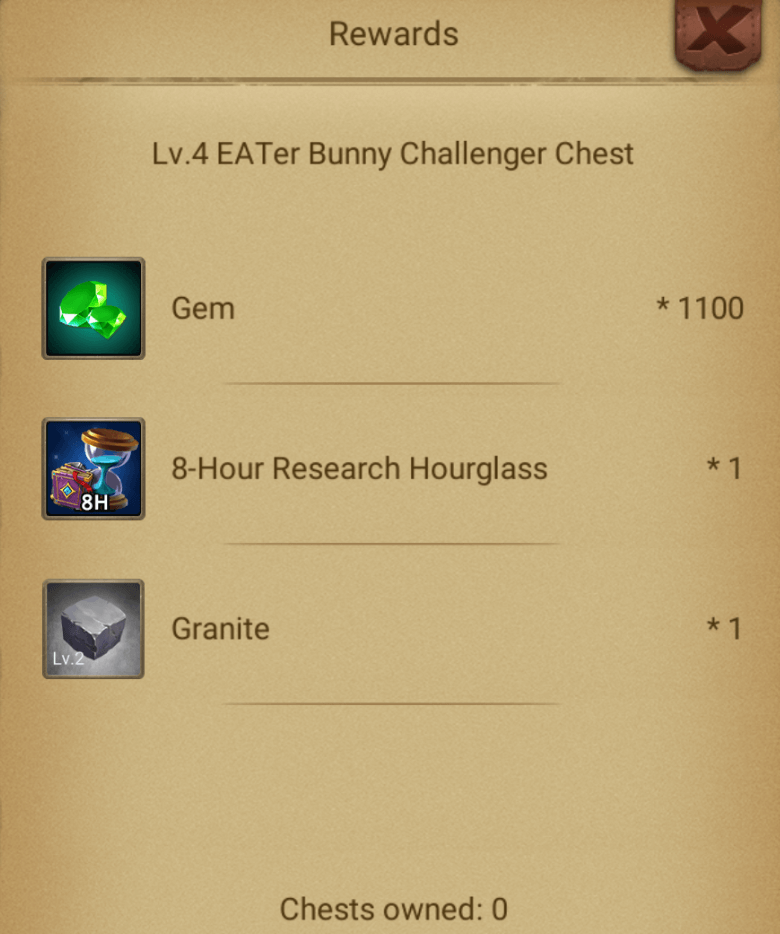 Rewards
Lv.4 EATer Bunny Challenger Chest
Gem * 1100
8-Hour Research Hourglass * 1
8H
Granite * 1
Lv.2
Chests owned: 0